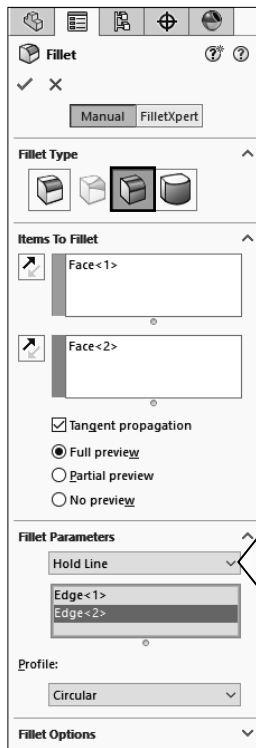 Fillet
Manual FilletXpert
Fillet Type
Items To Fillet
Face<1>
Face<2>
Tangent propagation
Full preview
Partial preview
No preview
Fillet Parameters
Hold Line
Edge<1>
Edge<2>
Profile:
Circular
Fillet Options